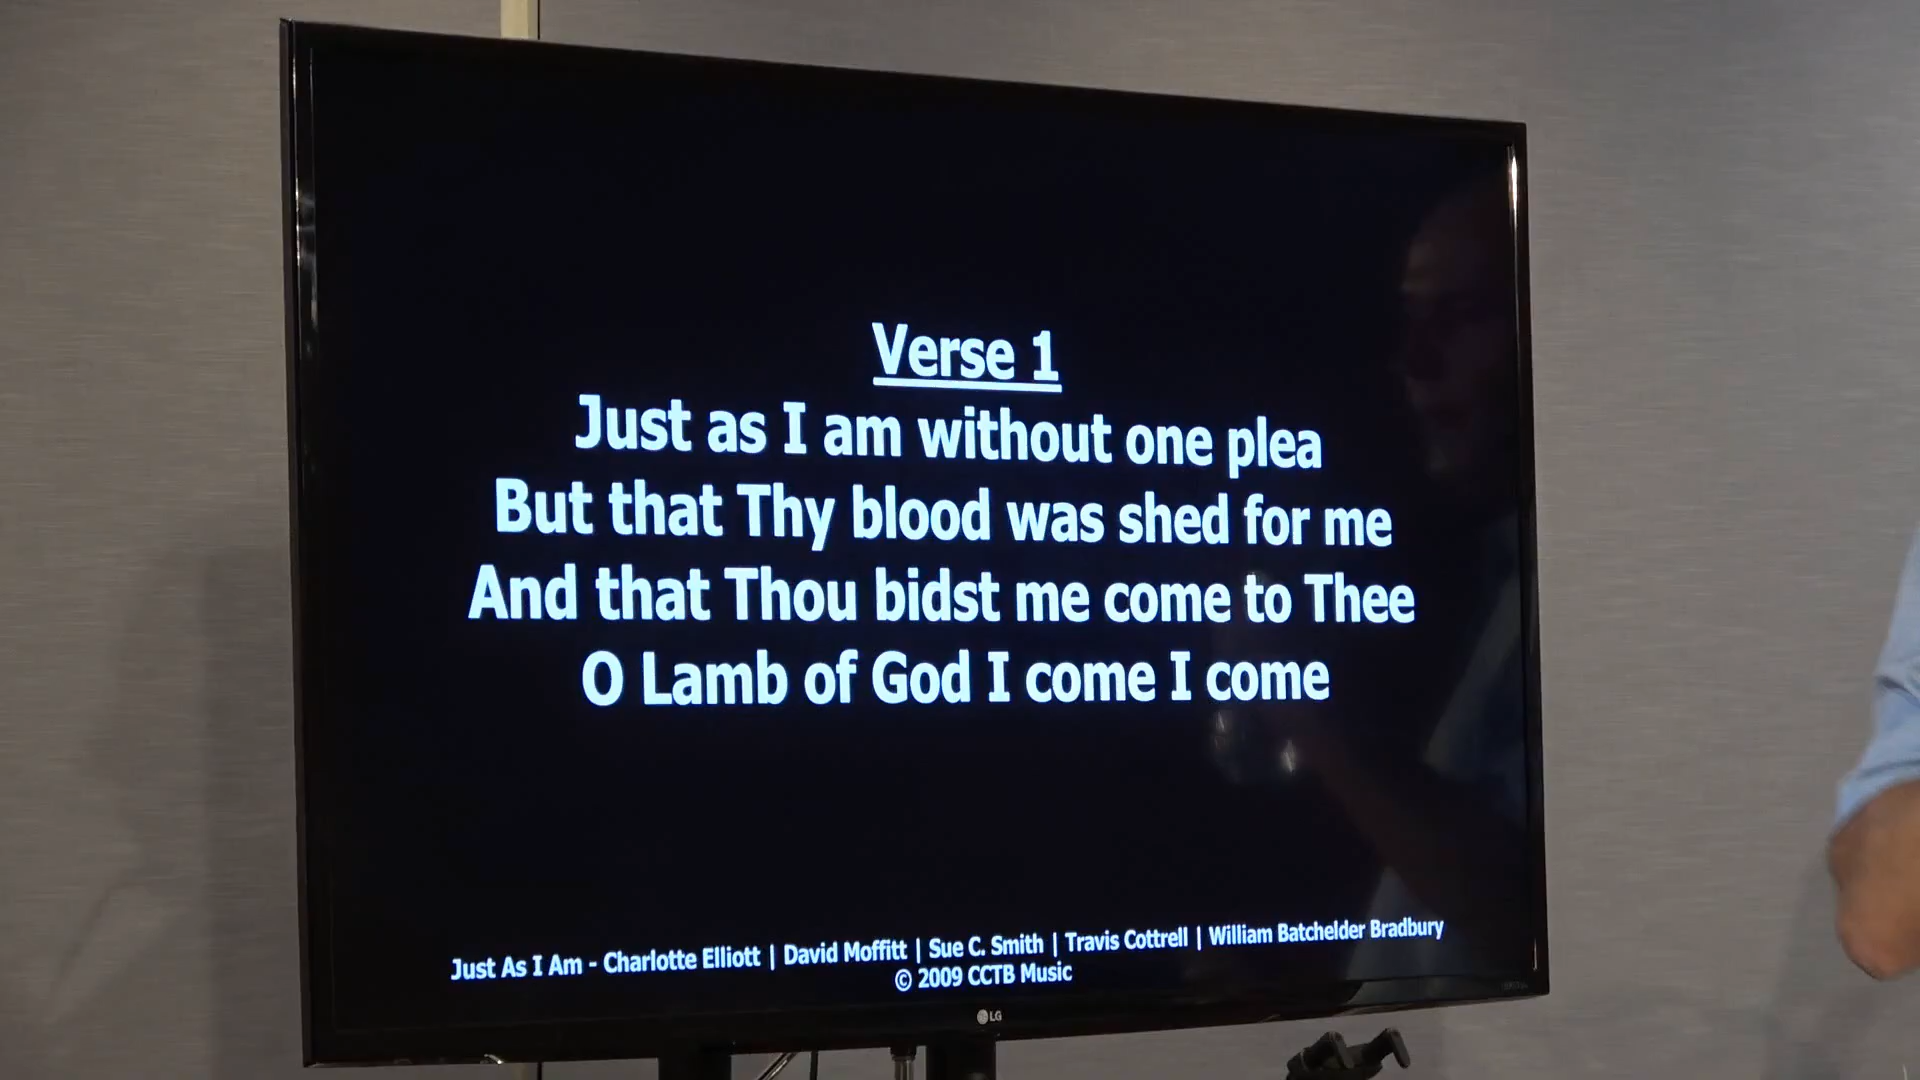 Verse 1
Just as I am without one plea
But that Thy blood was shed for me
And that Thou bidst me come to Thee
O Lamb of God I come I come
Just As I Am - Charlotte Elliott | David Moffitt | Sue C. Smith | Travis Cottrell | William Batchelder Bradbury
© 2009 CCTB Music
LG